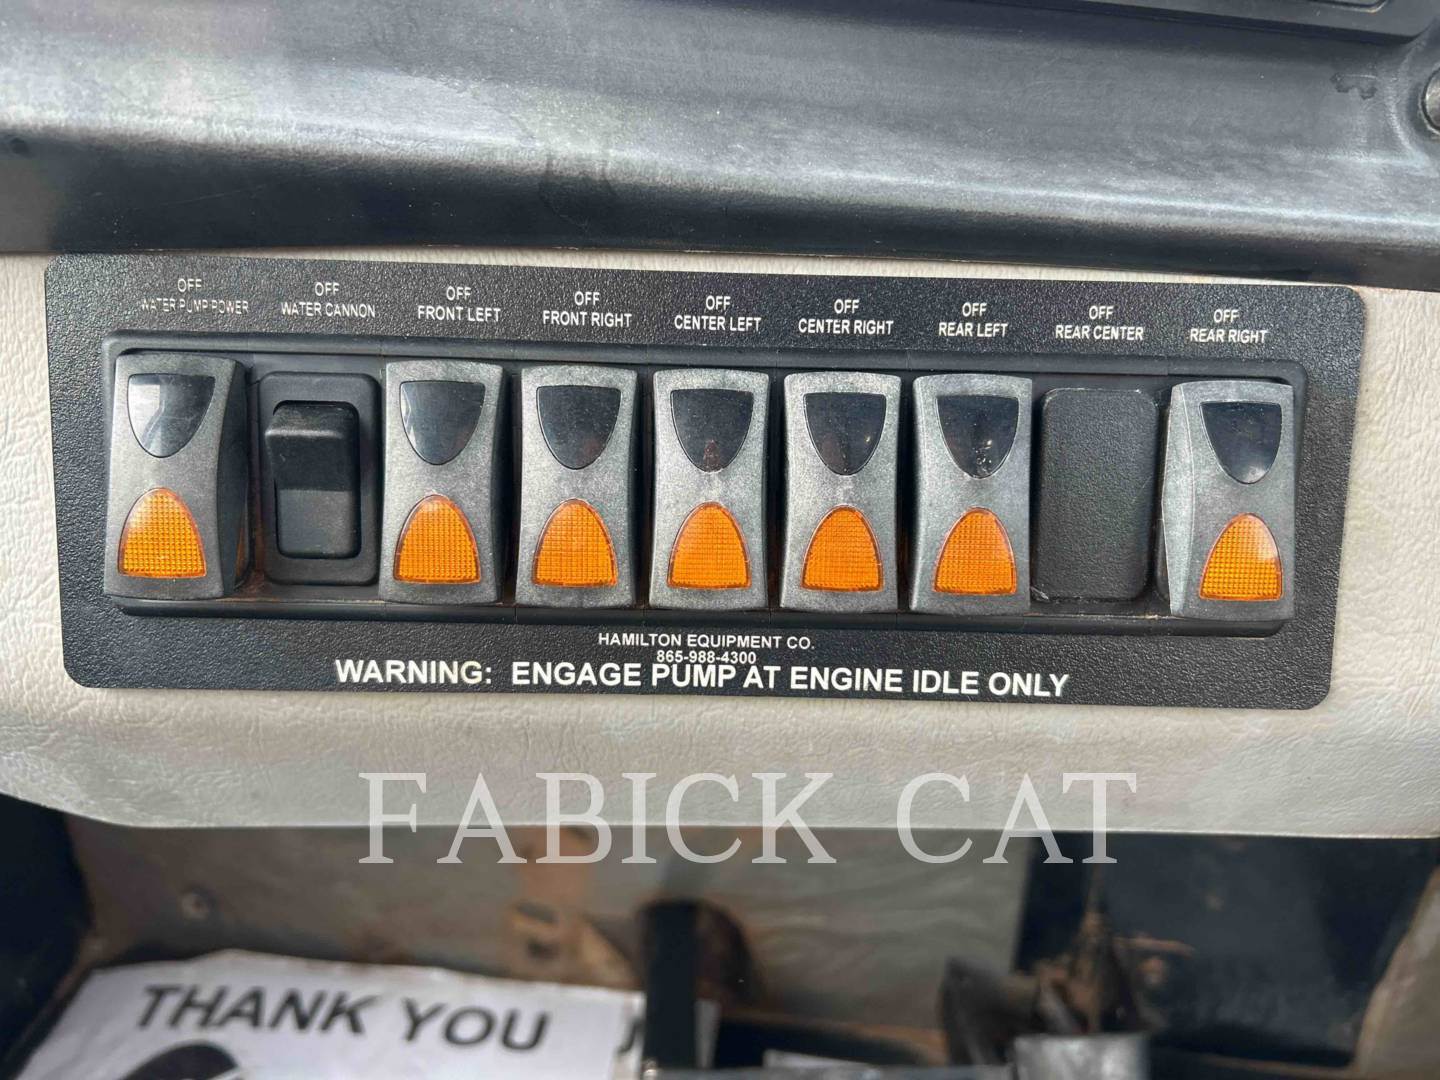 OFF
WATER PUMP POWER
OFF
WATER CANNON
OFF
FRONT LEFT
OFF
FRONT RIGHT
OFF
CENTER LEFT
OFF
CENTER RIGHT
OFF
REAR LEFT
OFF
REAR CENTER
OFF
REAR RIGHT
HAMILTON EQUIPMENT CO.
865-988-4300
WARNING: ENGAGE PUMP AT ENGINE IDLE ONLY
FABICK CAT
THANK YOU